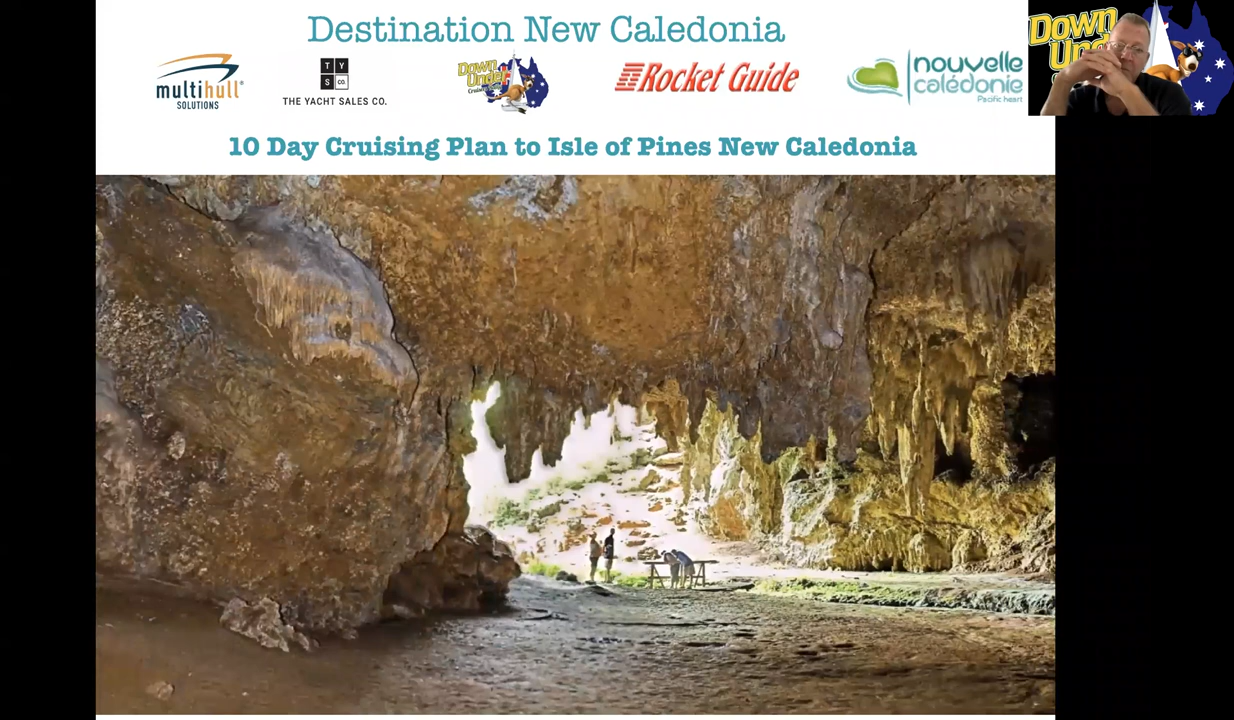 Destination New Caledonia
multihull®
SOLUTIONS
T Y
S CO.
THE YACHT SALES CO.
Down
Under
Rocket Guide
nouvelle
calédonie
Pacific heart
Down
10 Day Cruising Plan to Isle of Pines New Caledonia